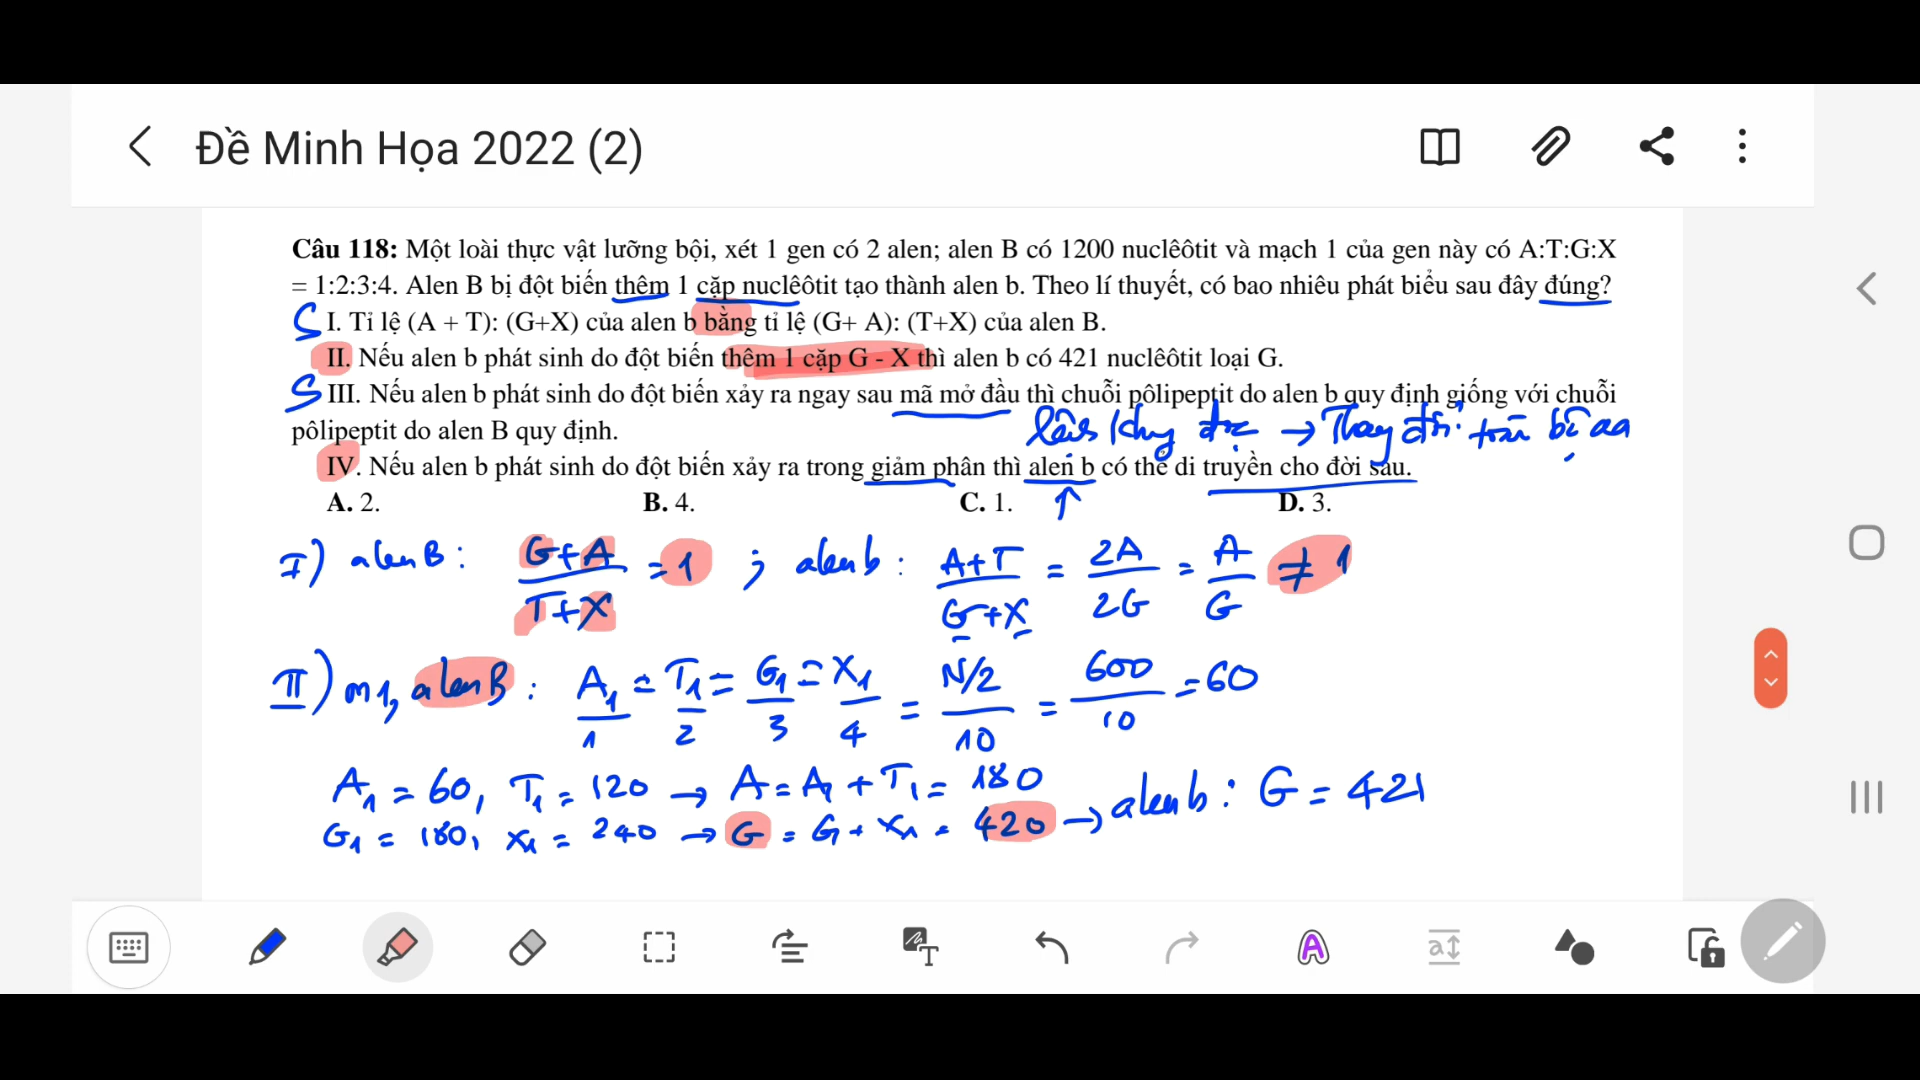 Đề Minh Họa 2022 (2)
Câu 118: Một loài thực vật lưỡng bội, xét 1 gen có 2 alen; alen B có 1200 nuclêôtit và mạch 1 của gen này có A:T:G:X
= 1:2:3:4. Alen B bị đột biến thêm 1 cặp nuclêôtit tạo thành alen b. Theo lí thuyết, có bao nhiêu phát biểu sau đây đúng?
S I. Tỉ lệ (A + T): (G+X) của alen b bằng tỉ lệ (G+ A): (T+X) của alen B.
II. Nếu alen b phát sinh do đột biến thêm 1 cặp G - X thì alen b có 421 nuclêôtit loại G.
S III. Nếu alen b phát sinh do đột biến xảy ra ngay sau mã mở đầu thì chuỗi pôlipeptit do alen b quy định giống với chuỗi
pôlipeptit do alen B quy định.
→ Thay đổi toàn bộ aa
IV. Nếu alen b phát sinh do đột biến xảy ra trong giảm phân thì alen b có thể di truyền cho đời sau.
A. 2. B. 4. C. 1. D. 3.
I) alen B: G+A / T+X = 1 ; alen b: A+T / G+X = 2A / 2G = A / G ≠ 1
II) m1, alen B: A1 / 1 = T1 / 2 = G1 / 3 = X1 / 4 = N/2 / 10 = 600 / 10 = 60
A1 = 60, T1 = 120 → A = A1 + T1 = 180
G1 = 180, X1 = 240 → G = G1 + X1 = 420 → alen b: G = 421